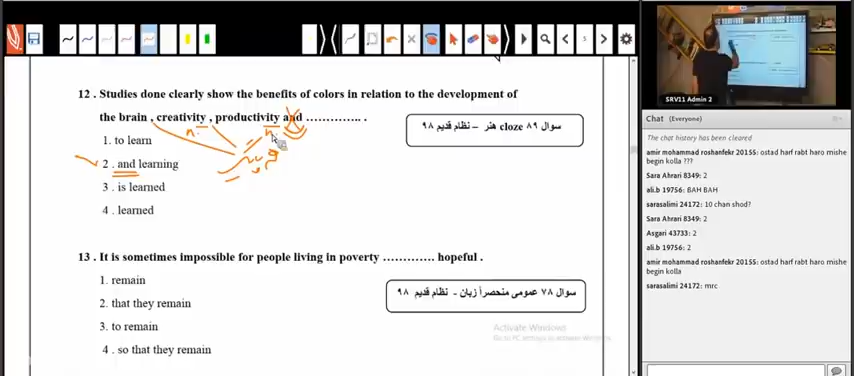 12 . Studies done clearly show the benefits of colors in relation to the development of
the brain , creativity , productivity and ............. .
n
n
سوال ۸۹ cloze هنر – نظام قدیم ۹۸
1. to learn
2 . and learning
3 . is learned
4 . learned
13 . It is sometimes impossible for people living in poverty ............. hopeful .
1. remain
2. that they remain
3. to remain
4 . so that they remain
سوال ۷۸ عمومی منحصراً زبان - نظام قدیم ۹۸
Activate Windows
5
SRV11 Admin 2
Chat (Everyone)
The chat history has been cleared
amir mohammad roshanfekr 20155: ostad harf rabt haro mishe
begin kolla ???
Sara Ahrari 8349: 2
ali.b 19756: BAH BAH
sarasalimi 24172: 10 chan shod?
Sara Ahrari 8349: 2
Asgari 43733: 2
ali.b 19756: 2
amir mohammad roshanfekr 20155: ostad harf rabt haro mishe
begin kolla
sarasalimi 24172: mrc